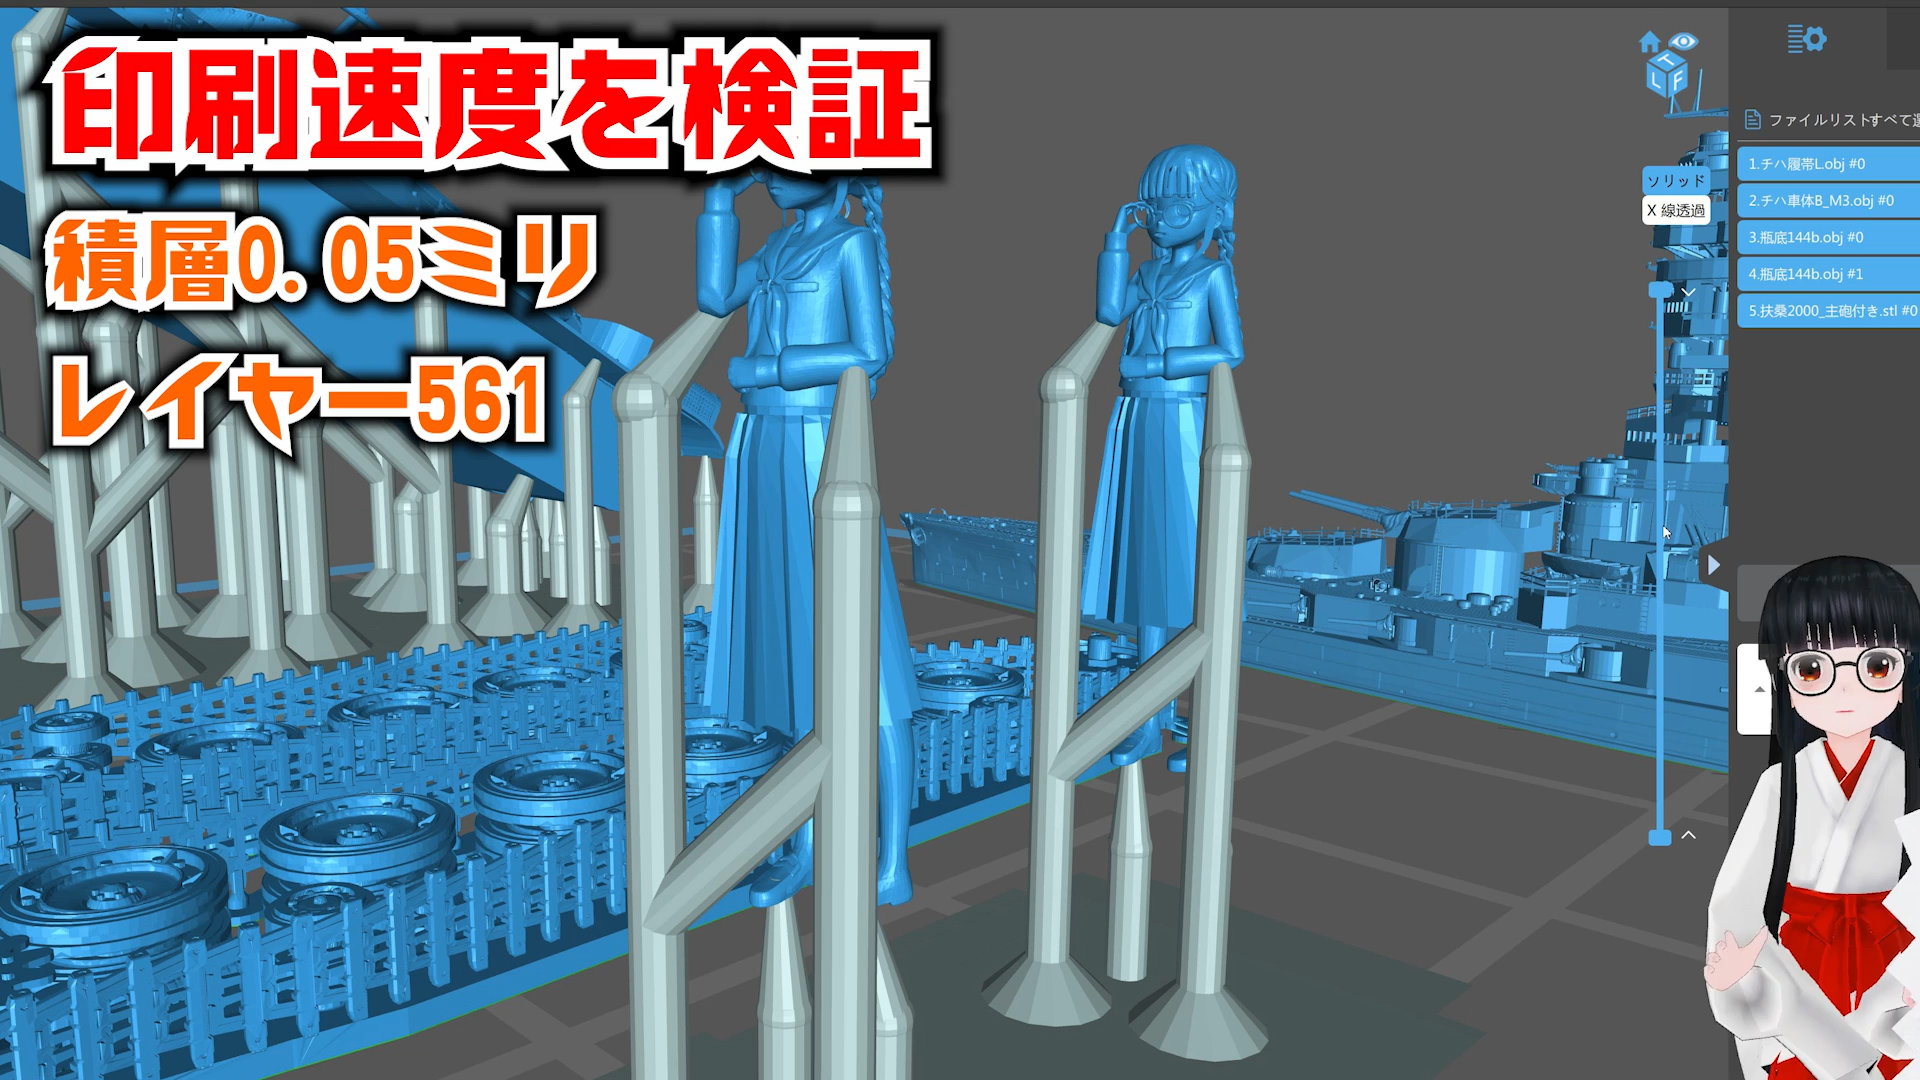 印刷速度を検証
積層0.05ミリ
レイヤー561
T
L F
ソリッド
X 線透過
ファイルリスト
すべて選
1.チハ履帯L.obj #0
2.チハ車体B_M3.obj #0
3.瓶底144b.obj #0
4.瓶底144b.obj #1
5.扶桑2000_主砲付き.stl #0